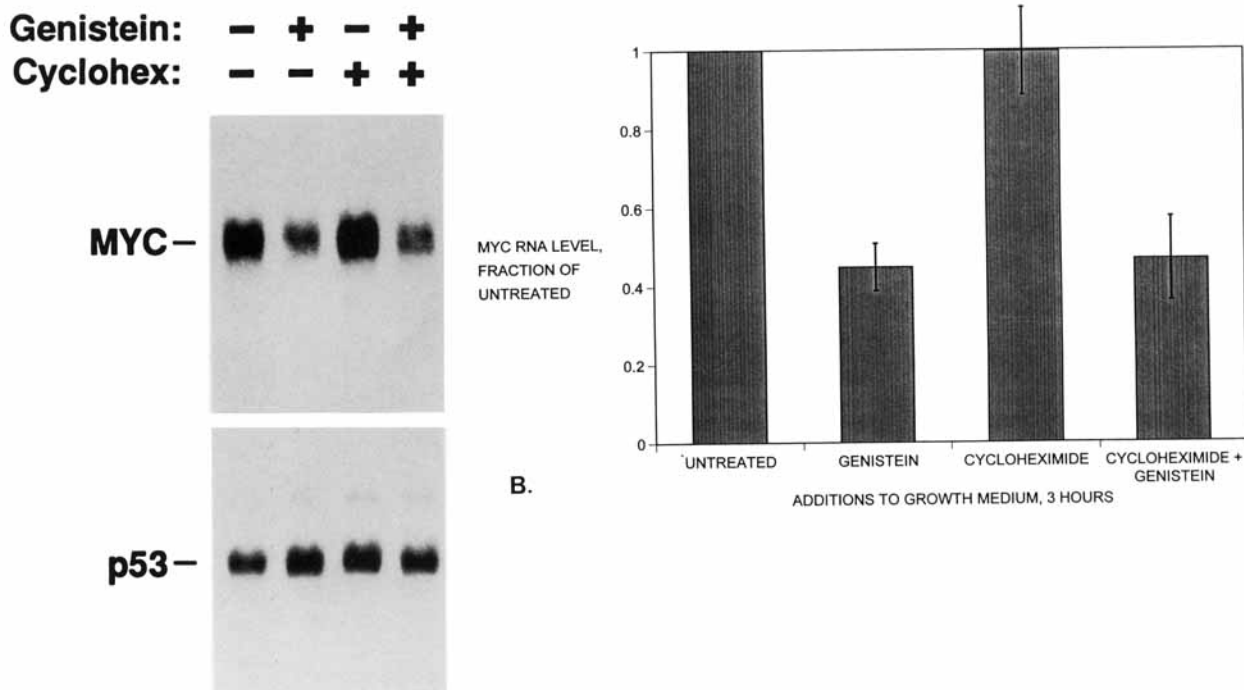 Genistein: - + - +
Cyclohex: - - + +
MYC–
p53–
B.
MYC RNA LEVEL,
FRACTION OF
UNTREATED
1
0.8
0.6
0.4
0.2
0
UNTREATED GENISTEIN CYCLOHEXIMIDE CYCLOHEXIMIDE +
GENISTEIN
ADDITIONS TO GROWTH MEDIUM, 3 HOURS